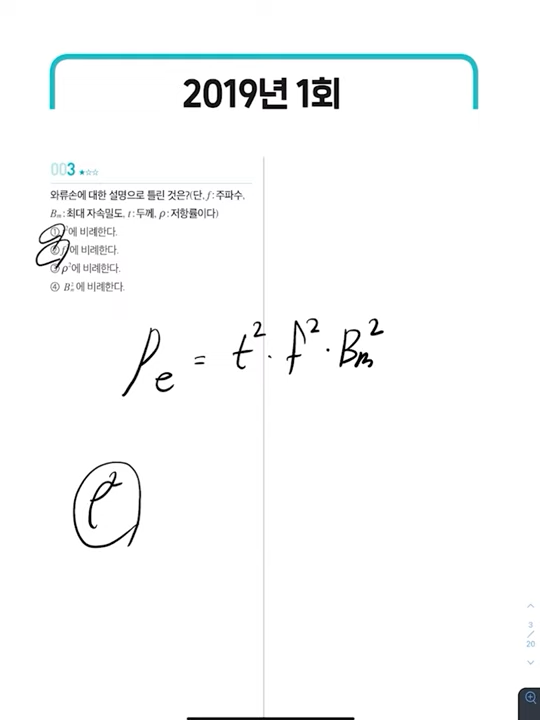 2019년 1회
003 ★☆☆
와류손에 대한 설명으로 틀린 것은?(단, f : 주파수,
Bm : 최대 자속밀도, t : 두께, ρ : 저항률이다)
① t²에 비례한다.
② f²에 비례한다.
③ ρ²에 비례한다.
④ Bm²에 비례한다.
Pe = t² · f² · Bm²
ρ²
3
/
20